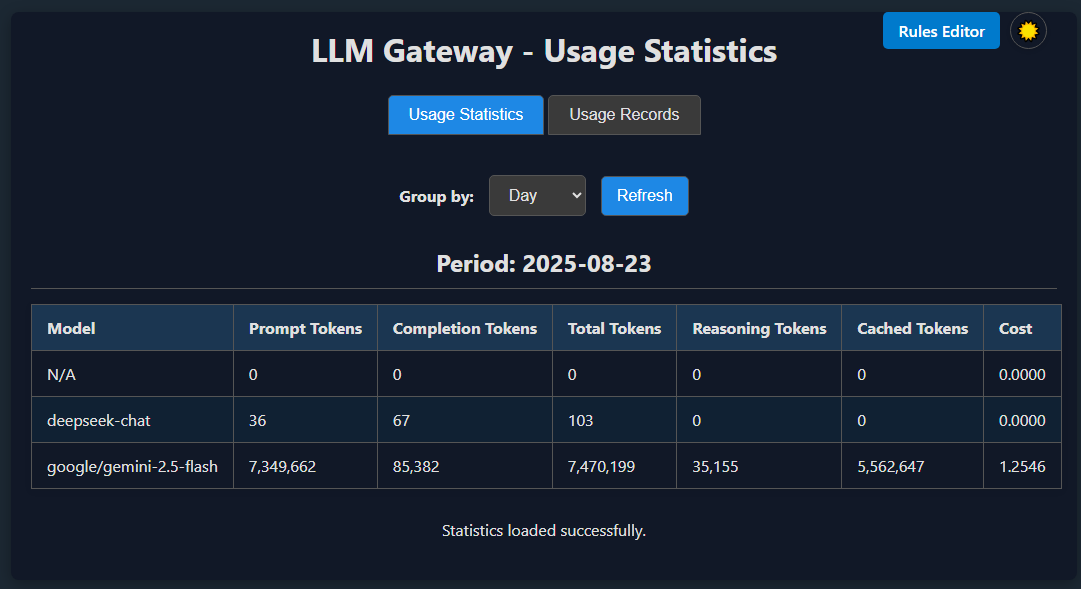 Rules Editor
LLM Gateway - Usage Statistics
Usage Statistics Usage Records
Group by: Day Refresh
Period: 2025-08-23
Model Prompt Tokens Completion Tokens Total Tokens Reasoning Tokens Cached Tokens Cost
N/A 0 0 0 0 0 0.0000
deepseek-chat 36 67 103 0 0 0.0000
google/gemini-2.5-flash 7,349,662 85,382 7,470,199 35,155 5,562,647 1.2546
Statistics loaded successfully.